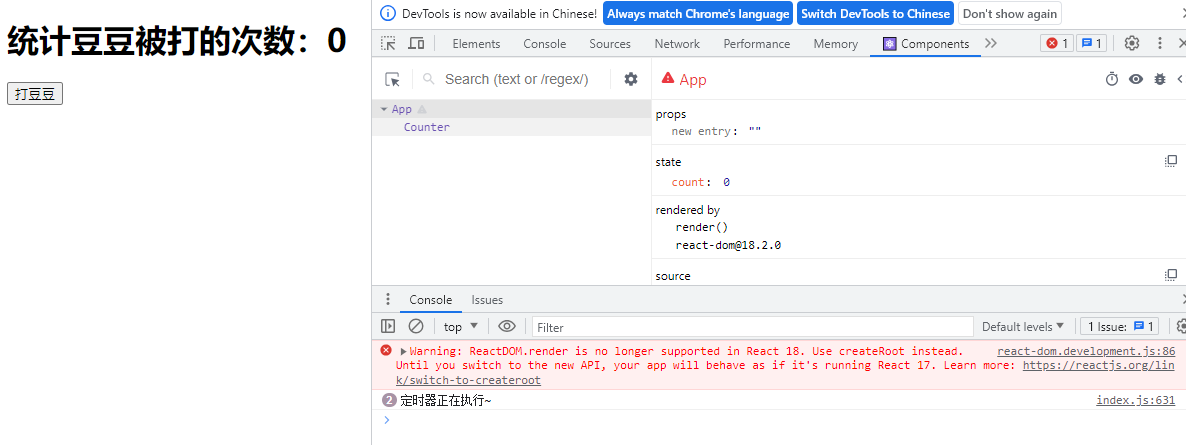 统计豆豆被打的次数：0
打豆豆
DevTools is now available in Chinese!
Always match Chrome's language
Switch DevTools to Chinese
Don't show again
Elements
Console
Sources
Network
Performance
Memory
Components
1
1
Search (text or /regex/)
App
App
Counter
props
new entry: ""
state
count: 0
rendered by
render()
react-dom@18.2.0
source
Console
Issues
top
Filter
Default levels
1 Issue: 1
Warning: ReactDOM.render is no longer supported in React 18. Use createRoot instead. react-dom.development.js:86
Until you switch to the new API, your app will behave as if it's running React 17. Learn more: https://reactjs.org/lin
k/switch-to-createroot
2 定时器正在执行~ index.js:631